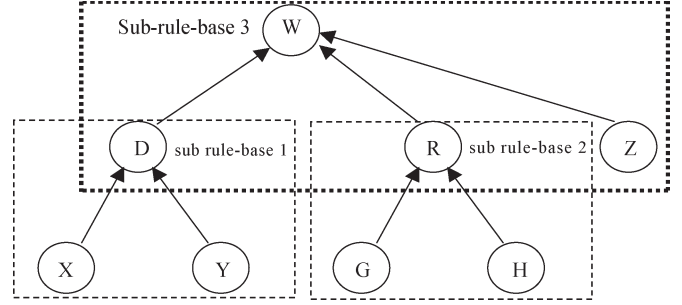 Sub-rule-base 3 W
D sub rule-base 1 R sub rule-base 2 Z
X Y G H